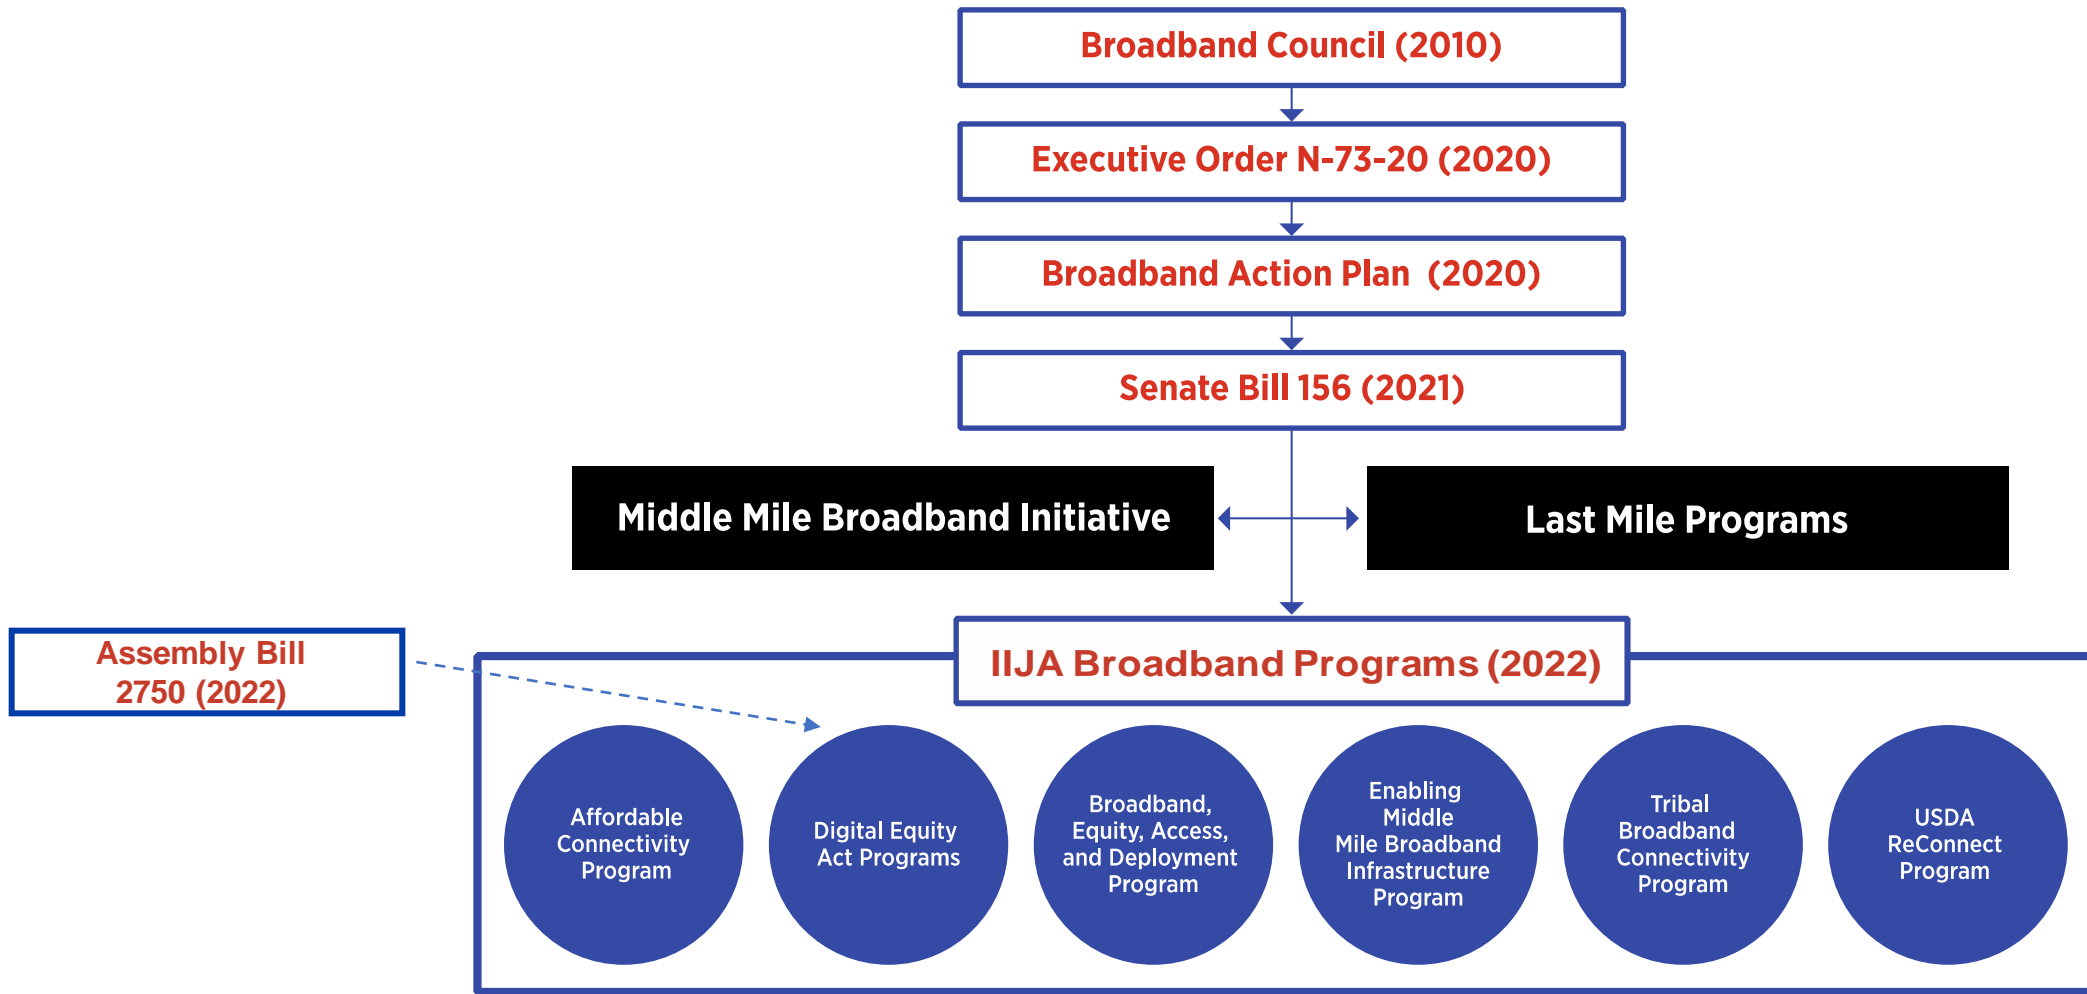 Broadband Council (2010)
Executive Order N-73-20 (2020)
Broadband Action Plan (2020)
Senate Bill 156 (2021)
Middle Mile Broadband Initiative
Last Mile Programs
Assembly Bill
2750 (2022)
IIJA Broadband Programs (2022)
Affordable
Connectivity
Program
Digital Equity
Act Programs
Broadband,
Equity, Access,
and Deployment
Program
Enabling
Middle
Mile Broadband
Infrastructure
Program
Tribal
Broadband
Connectivity
Program
USDA
ReConnect
Program